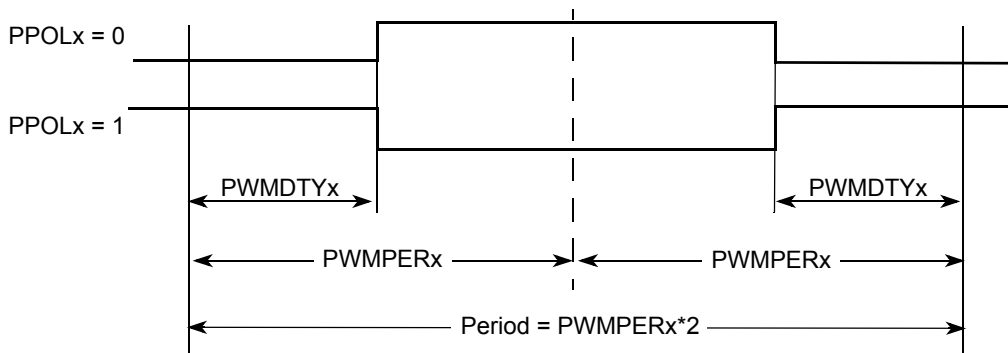 PPOLx = 0
PPOLx = 1
PWMDTYx
PWMDTYx
PWMPERx
PWMPERx
Period = PWMPERx*2